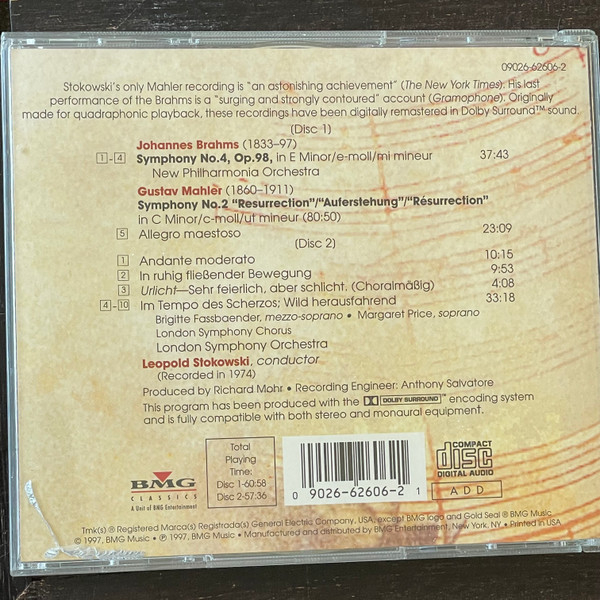 09026-62606-2
Stokowski's only Mahler recording is "an astonishing achievement" (The New York Times). His last
performance of the Brahms is a "surging and strongly contoured" account (Gramophone). Originally
made for quadraphonic playback, these recordings have been digitally remastered in Dolby Surround™ sound.
(Disc 1)
Johannes Brahms (1833–97)
1-4 Symphony No.4, Op.98, in E Minor/e-moll/mi mineur 37:43
New Philharmonia Orchestra
Gustav Mahler (1860–1911)
Symphony No.2 "Resurrection"/"Auferstehung"/"Résurrection"
in C Minor/c-moll/ut mineur (80:50)
5 Allegro maestoso 23:09
(Disc 2)
1 Andante moderato 10:15
2 In ruhig fließender Bewegung 9:53
3 Urlicht—Sehr feierlich, aber schlicht. (Choralmäßig) 4:08
4-10 Im Tempo des Scherzos; Wild herausfahrend 33:18
Brigitte Fassbaender, mezzo-soprano • Margaret Price, soprano
London Symphony Chorus
London Symphony Orchestra
Leopold Stokowski, conductor
(Recorded in 1974)
Produced by Richard Mohr • Recording Engineer: Anthony Salvatore
This program has been produced with the DOLBY SURROUND™ encoding system
and is fully compatible with both stereo and monaural equipment.
BMG
CLASSICS
A Unit of BMG Entertainment
Total
Playing
Time:
Disc 1-60:58
Disc 2-57:36
0 09026-62606-2 1
COMPACT
disc
DIGITAL AUDIO
ADD
Tmk(s) ® Registered Marca(s) Registrada(s) General Electric Company, USA, except BMG logo and Gold Seal ® BMG Music
© 1997, BMG Music • ℗ 1997, BMG Music • Manufactured and distributed by BMG Entertainment, New York, NY • Printed in USA